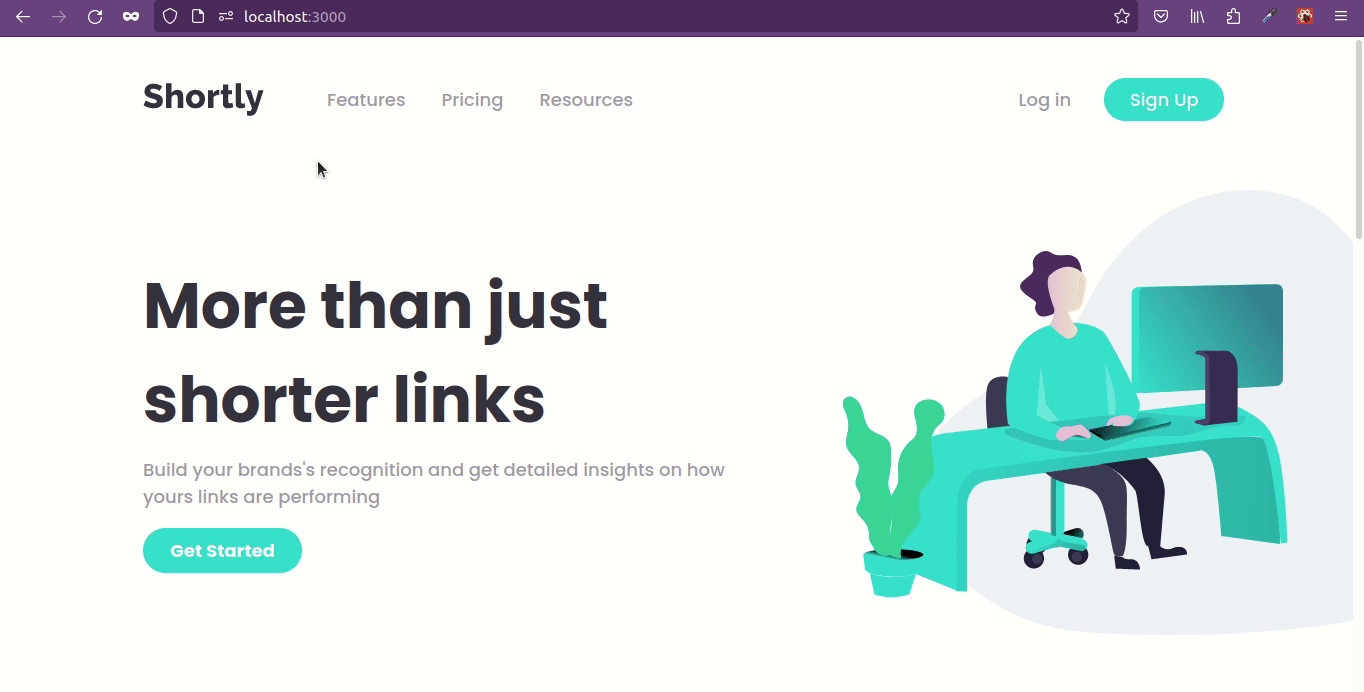 localhost:3000
Shortly
Features Pricing Resources
Log in
Sign Up
More than just
shorter links
Build your brands's recognition and get detailed insights on how
yours links are performing
Get Started